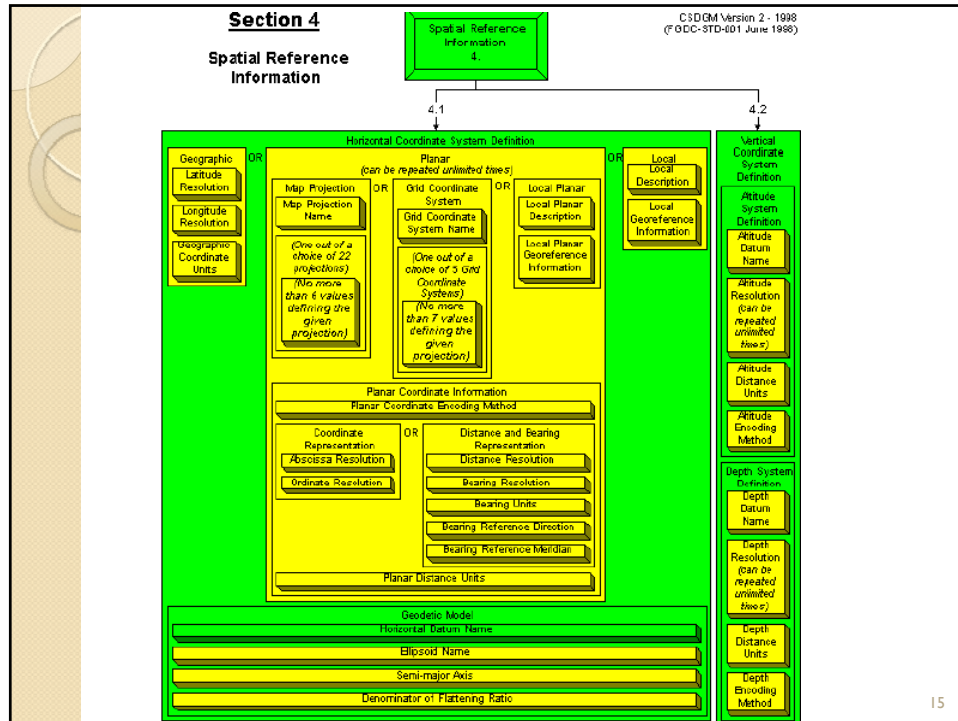 Section 4
Spatial Reference
Information
Spatial Reference
Information
4.
CSDGM Version 2 - 1998
(FGDC-STD-001 June 1998)
4.1
4.2
Horizontal Coordinate System Definition
Geographic
Latitude
Resolution
Longitude
Resolution
Geographic
Coordinate
Units
OR
Planar
(can be repeated unlimited times)
Map Projection
Map Projection
Name
(One out of a
choice of 22
projections)
(No more
than 6 values
defining the
given
projection)
OR
Grid Coordinate
System
Grid Coordinate
System Name
(One out of a
choice of 5 Grid
Coordinate
Systems)
(No more
than 7 values
defining the
given
projection)
OR
Local Planar
Local Planar
Description
Local Planar
Georeference
Information
Planar Coordinate Information
Planar Coordinate Encoding Method
Coordinate
Representation
Abscissa Resolution
Ordinate Resolution
OR
Distance and Bearing
Representation
Distance Resolution
Bearing Resolution
Bearing Units
Bearing Reference Direction
Bearing Reference Meridian
Planar Distance Units
OR
Local
Local
Description
Local
Georeference
Information
Geodetic Model
Horizontal Datum Name
Ellipsoid Name
Semi-major Axis
Denominator of Flattening Ratio
Vertical
Coordinate
System
Definition
Altitude
System
Definition
Altitude
Datum
Name
Altitude
Resolution
(can be
repeated
unlimited
times)
Altitude
Distance
Units
Altitude
Encoding
Method
Depth System
Definition
Depth
Datum
Name
Depth
Resolution
(can be
repeated
unlimited
times)
Depth
Distance
Units
Depth
Encoding
Method
15